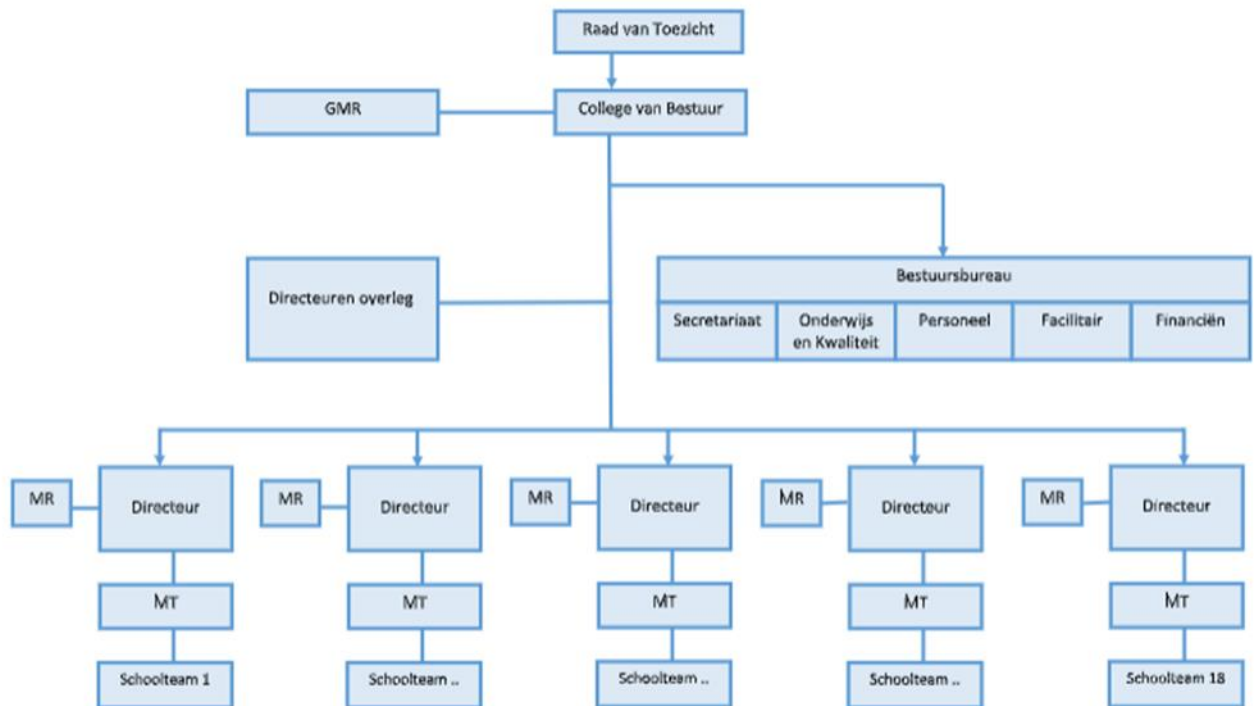 Raad van Toezicht
GMR
College van Bestuur
Directeuren overleg
Bestuursbureau
Secretariaat
Onderwijs
en Kwaliteit
Personeel
Facilitair
Financiën
MR
Directeur
MR
Directeur
MR
Directeur
MR
Directeur
MR
Directeur
MT
MT
MT
MT
MT
Schoolteam 1
Schoolteam ..
Schoolteam ..
Schoolteam ..
Schoolteam 18